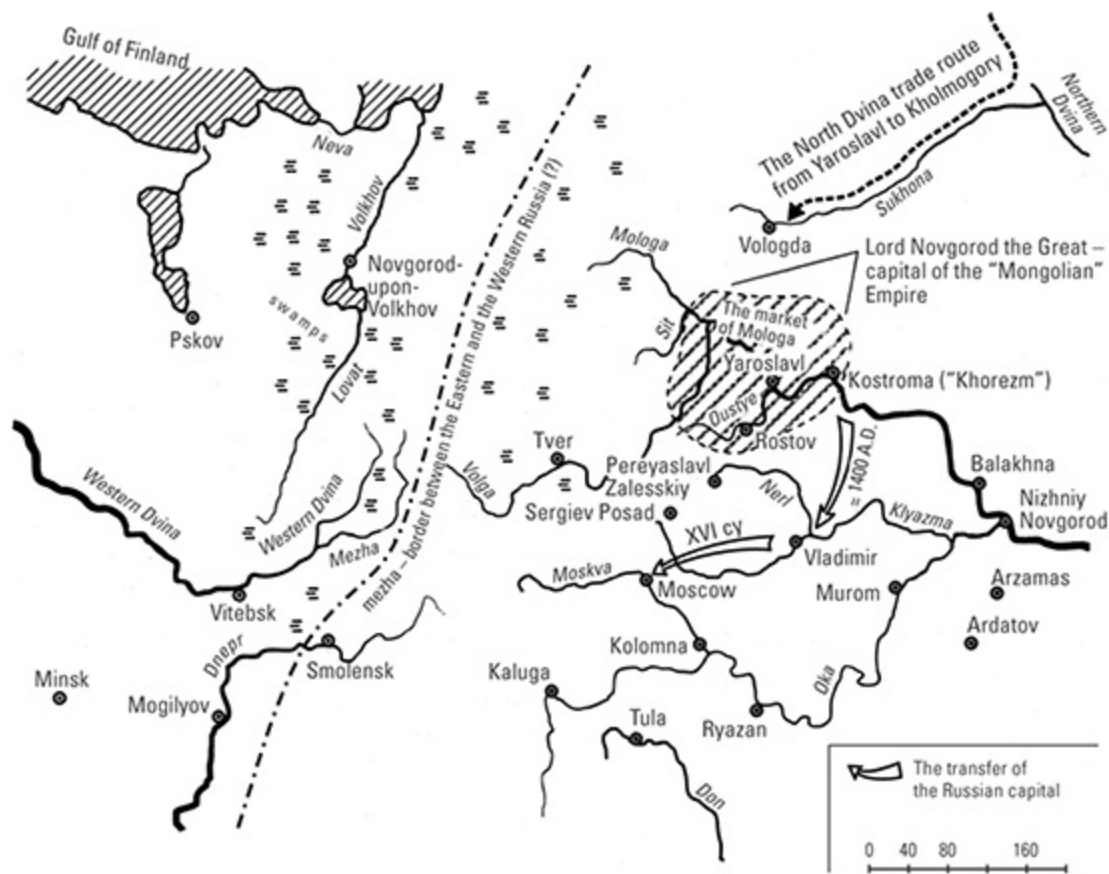 Gulf of Finland
Neva
Volkhov
Novgorod-
upon-
Volkhov
swamps
Pskov
Lovat
mezha – border between the Eastern and the Western Russia (?)
The North Dvina trade route
from Yaroslavl to Kholmogory
Northern
Dvina
Sukhona
Vologda
Lord Novgorod the Great –
capital of the "Mongolian"
Empire
Mologa
Sit
The market
of Mologa
Yaroslavl
Kostroma ("Khorezm")
Oustye
Rostov
Tver
Volga
Pereyaslavl
Zalesskiy
Nerl
≈ 1400 A.D.
Balakhna
Nizhniy
Novgorod
Sergiev Posad
XVI cy
Klyazma
Vladimir
Western Dvina
Western Dvina
Mezha
Vitebsk
Moskva
Moscow
Murom
Arzamas
Ardatov
Dnepr
Smolensk
Kolomna
Oka
Minsk
Mogilyov
Kaluga
Tula
Ryazan
Don
The transfer of
the Russian capital
0 40 80 160